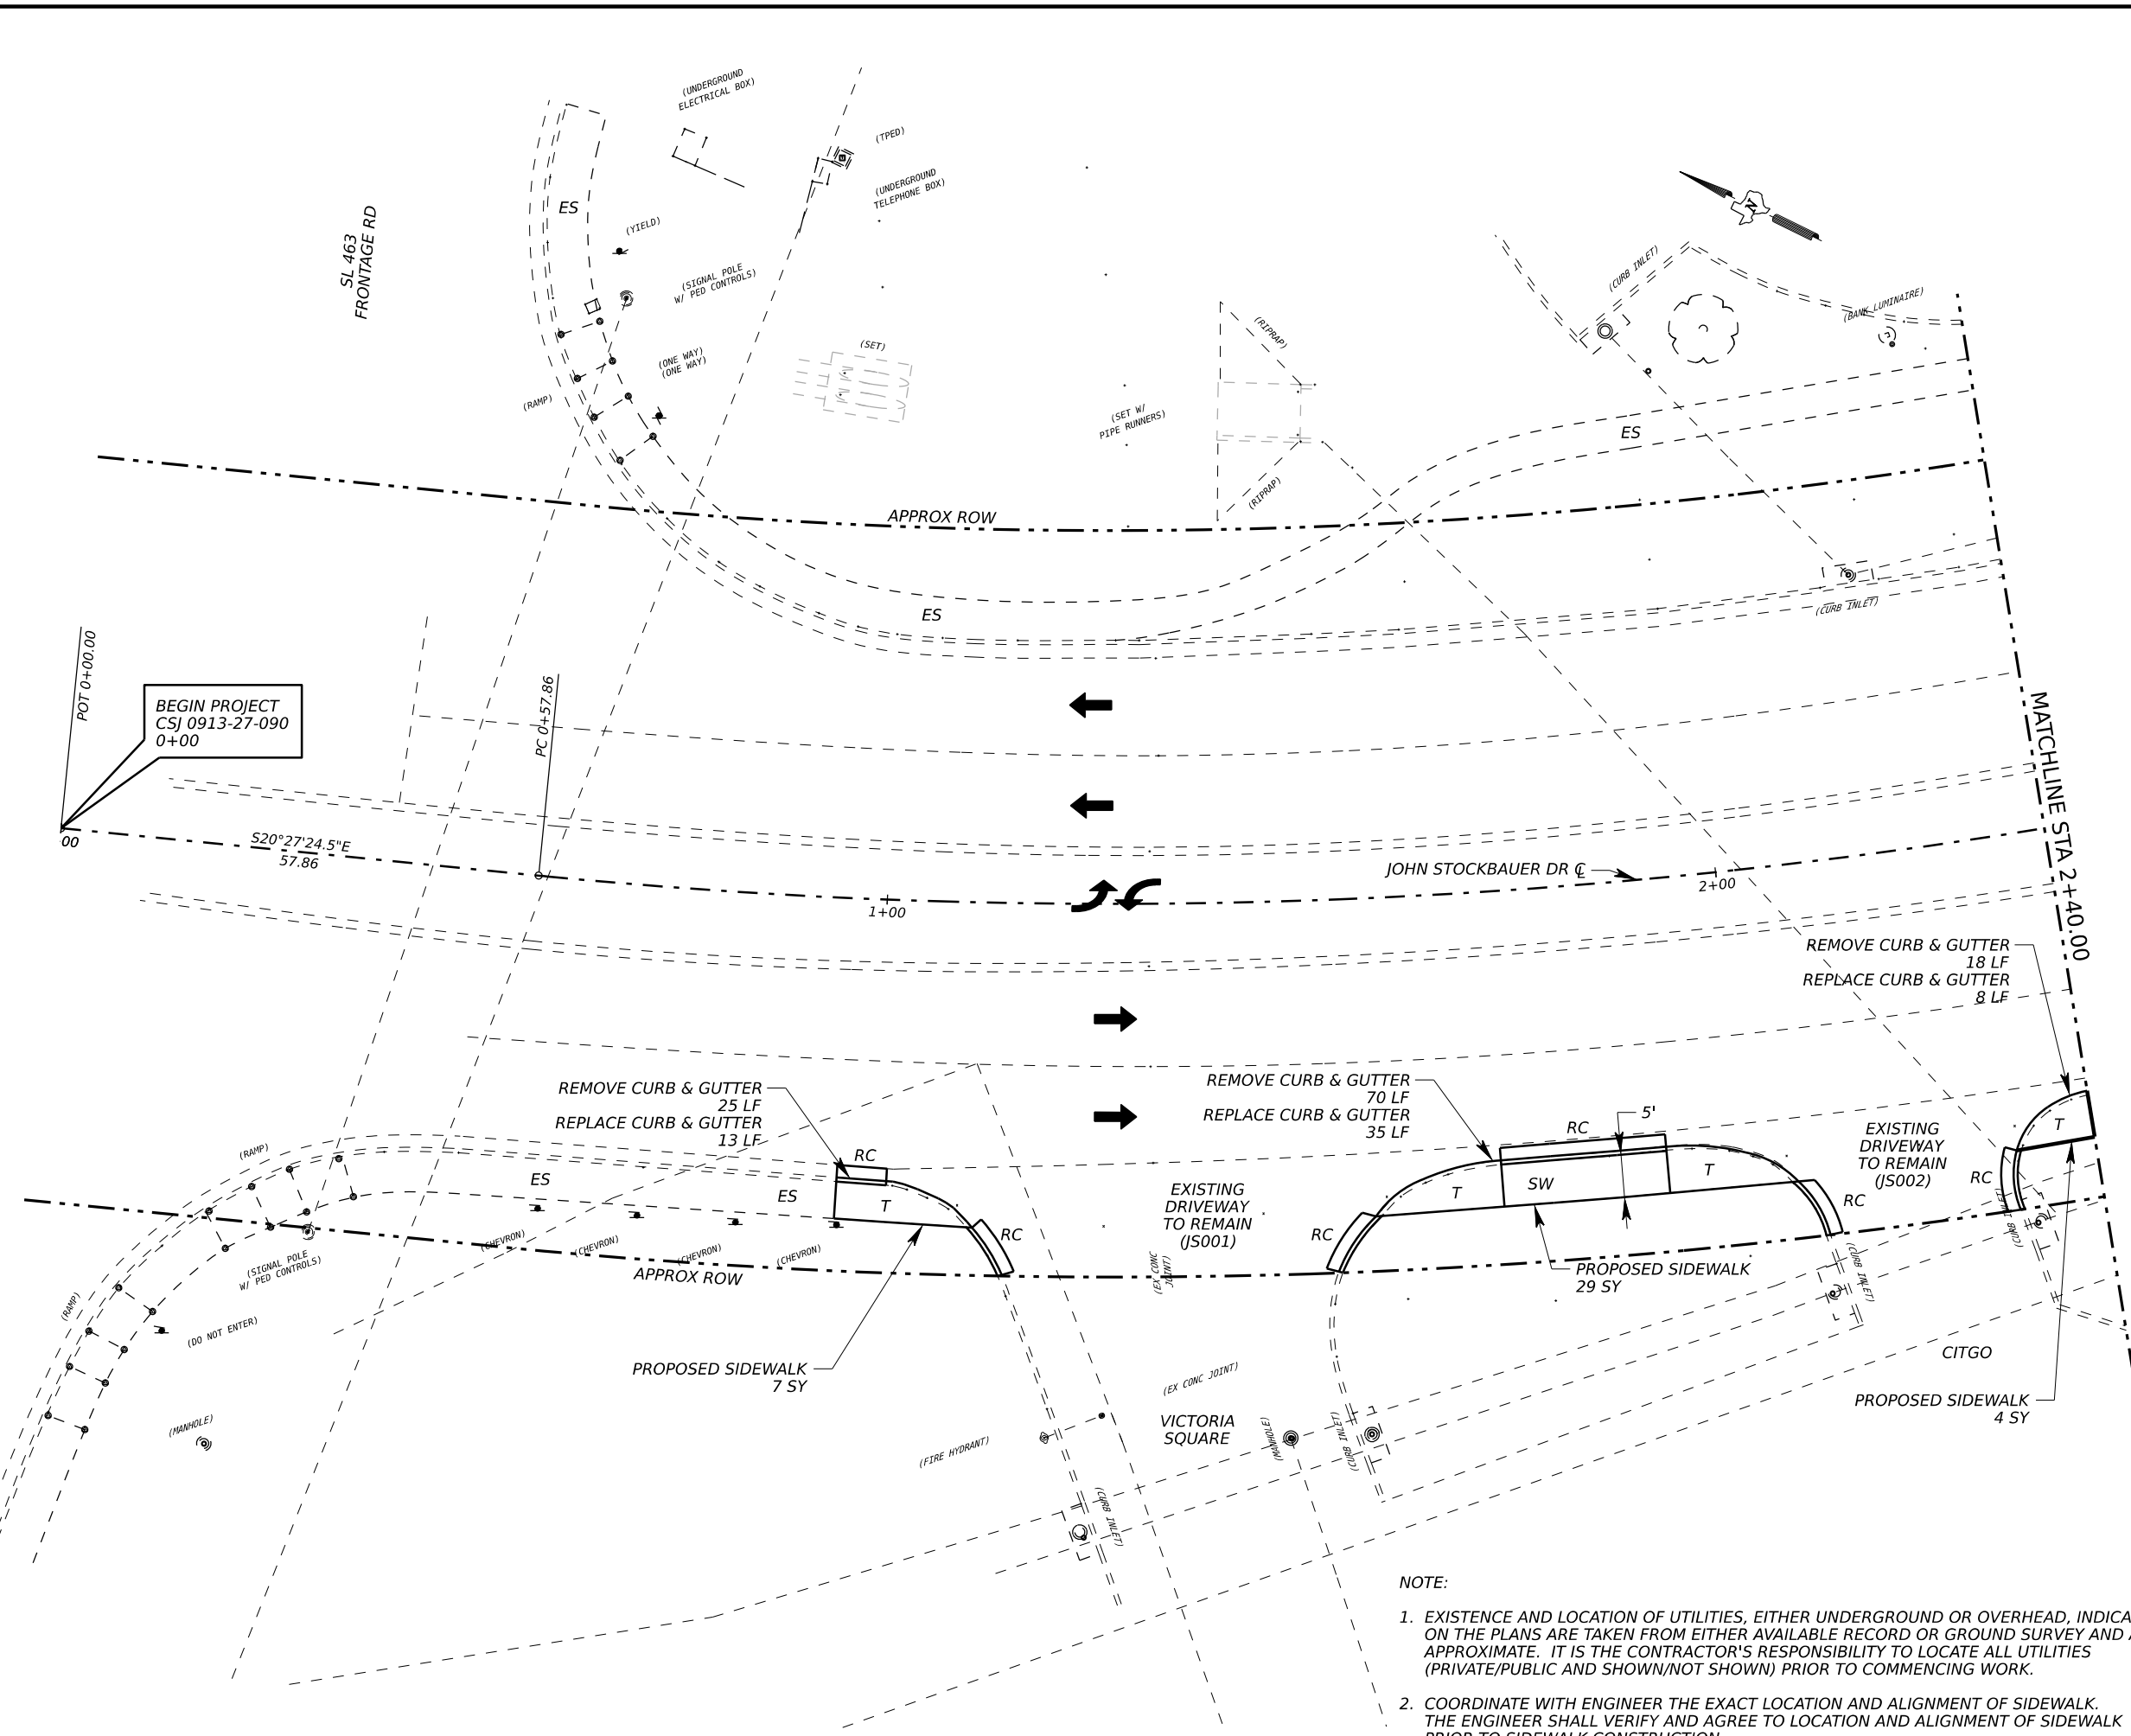 (UNDERGROUND
ELECTRICAL BOX)
(TPED)
(UNDERGROUND
TELEPHONE BOX)
SL 463
FRONTAGE RD
ES
(YIELD)
(SIGNAL POLE
W/ PED CONTROLS)
(ONE WAY)
(ONE WAY)
(RAMP)
(SET)
(SET W/
PIPE RUNNERS)
(RIPRAP)
(RIPRAP)
(CURB INLET)
N
(BANK LUMINAIRE)
ES
APPROX ROW
ES
(CURB INLET)
POT 0+00.00
BEGIN PROJECT
CSJ 0913-27-090
0+00
00
S20°27'24.5"E
57.86
PC 0+57.86
1+00
JOHN STOCKBAUER DR ℄
2+00
MATCHLINE STA 2+40.00
REMOVE CURB & GUTTER
18 LF
REPLACE CURB & GUTTER
8 LF
REMOVE CURB & GUTTER
25 LF
REPLACE CURB & GUTTER
13 LF
REMOVE CURB & GUTTER
70 LF
REPLACE CURB & GUTTER
35 LF
5'
RC
RC
T
SW
T
RC
RC
EXISTING
DRIVEWAY
TO REMAIN
(JS001)
EXISTING
DRIVEWAY
TO REMAIN
(JS002)
T
RC
(CURB INLET)
(RAMP)
ES
ES
T
RC
(CHEVRON)
(CHEVRON)
(CHEVRON)
(CHEVRON)
APPROX ROW
(SIGNAL POLE
W/ PED CONTROLS)
(RAMP)
(DO NOT ENTER)
(MANHOLE)
(EX CONC
JOINT)
PROPOSED SIDEWALK
29 SY
(CURB INLET)
PROPOSED SIDEWALK
7 SY
(EX CONC JOINT)
CITGO
PROPOSED SIDEWALK
4 SY
VICTORIA
SQUARE
(FIRE HYDRANT)
(MANHOLE)
(CURB INLET)
(CURB INLET)
NOTE:
1. EXISTENCE AND LOCATION OF UTILITIES, EITHER UNDERGROUND OR OVERHEAD, INDICA
ON THE PLANS ARE TAKEN FROM EITHER AVAILABLE RECORD OR GROUND SURVEY AND
APPROXIMATE. IT IS THE CONTRACTOR'S RESPONSIBILITY TO LOCATE ALL UTILITIES
(PRIVATE/PUBLIC AND SHOWN/NOT SHOWN) PRIOR TO COMMENCING WORK.
2. COORDINATE WITH ENGINEER THE EXACT LOCATION AND ALIGNMENT OF SIDEWALK.
THE ENGINEER SHALL VERIFY AND AGREE TO LOCATION AND ALIGNMENT OF SIDEWALK
PRIOR TO SIDEWALK CONSTRUCTION